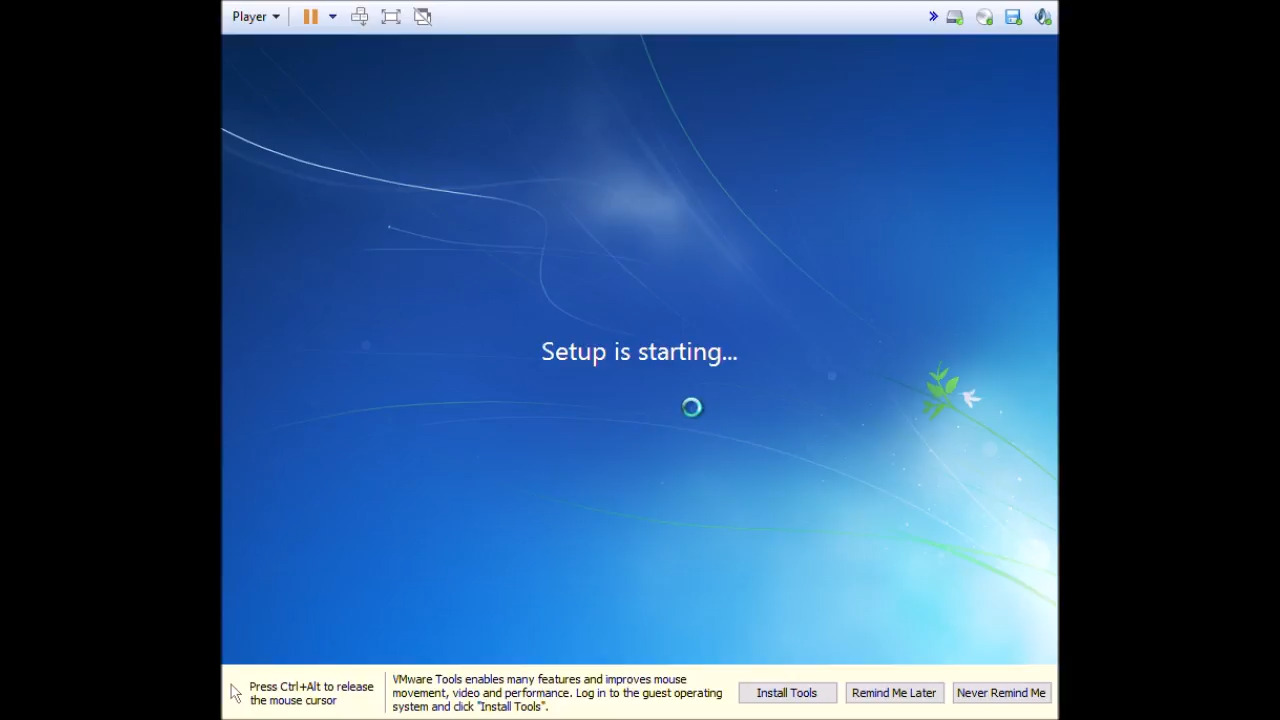 Player
Setup is starting...
Press Ctrl+Alt to release
the mouse cursor
VMware Tools enables many features and improves mouse
movement, video and performance. Log in to the guest operating
system and click "Install Tools".
Install Tools
Remind Me Later
Never Remind Me